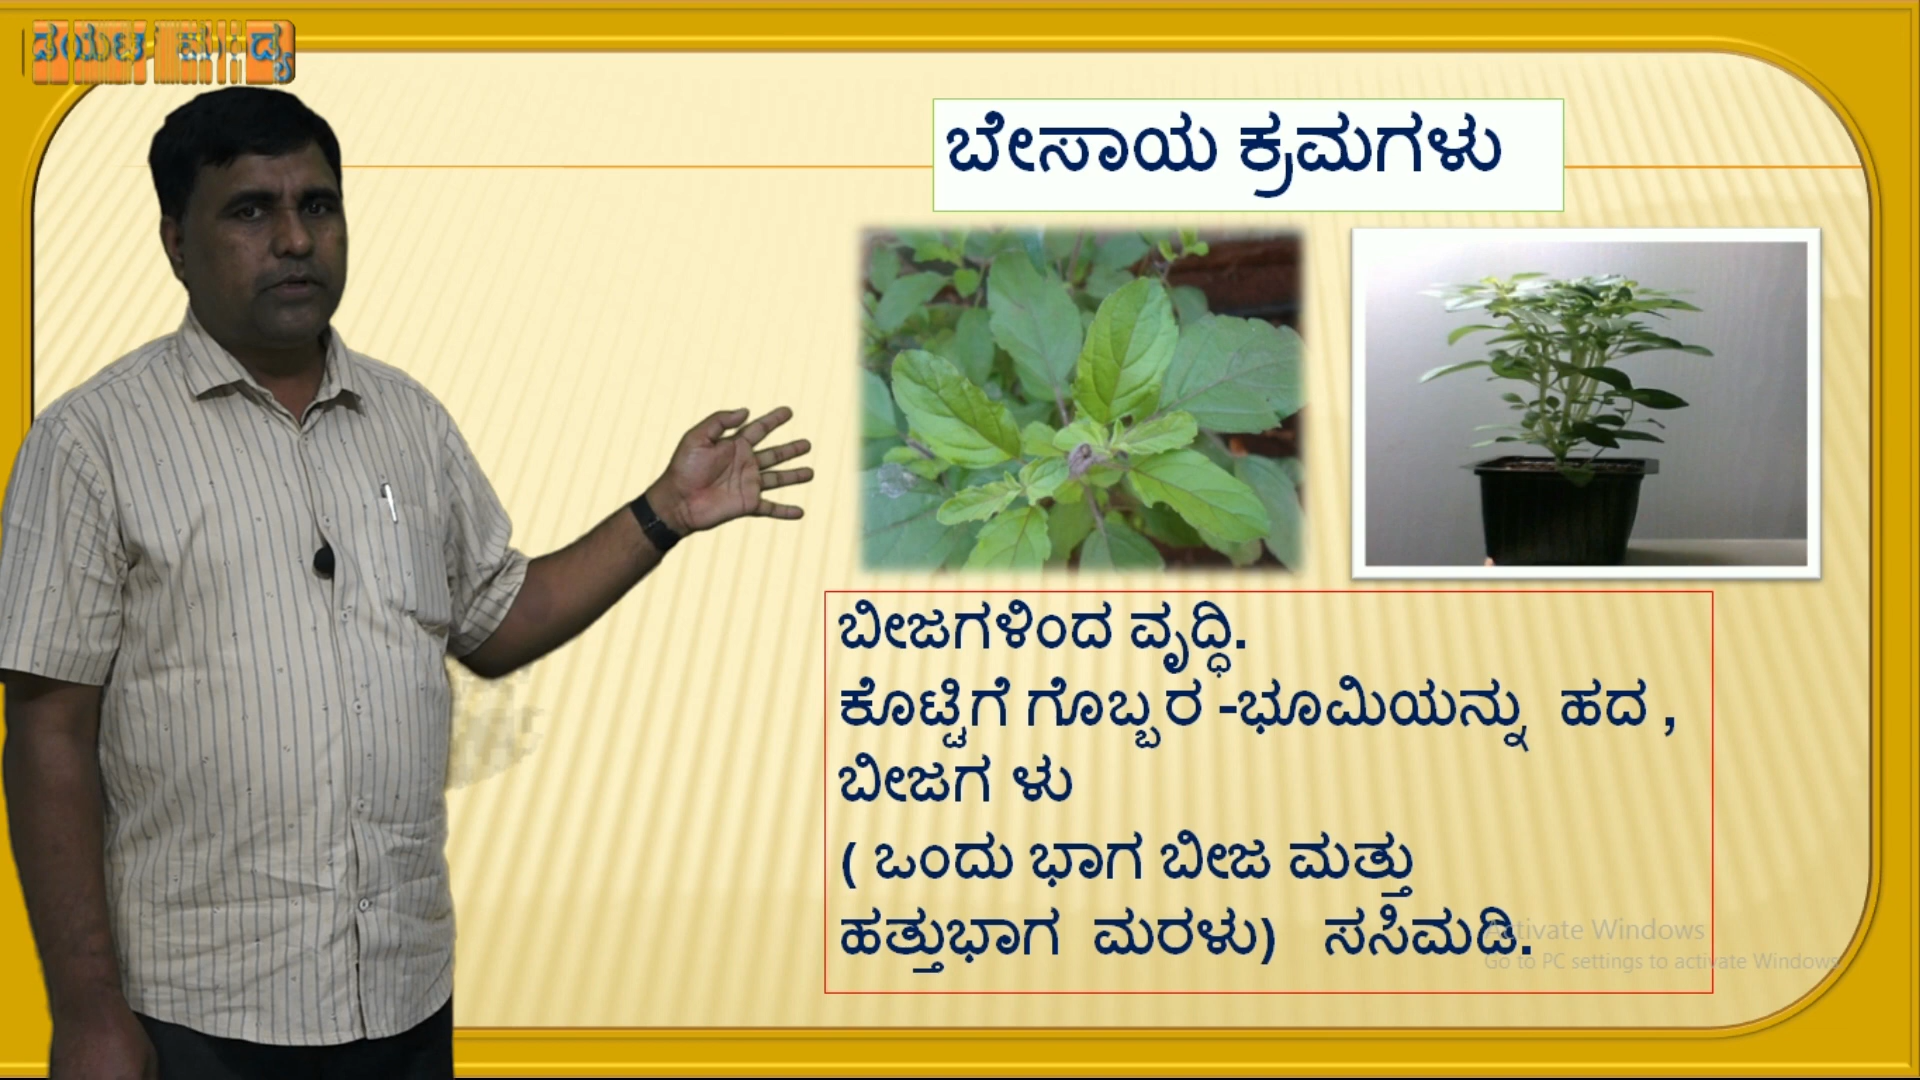 ಡಯಟ ಮಂಡ್ಯ
ಬೇಸಾಯ ಕ್ರಮಗಳು
ಬೀಜಗಳಿಂದ ವೃದ್ಧಿ.
ಕೊಟ್ಟಿಗೆ ಗೊಬ್ಬರ -ಭೂಮಿಯನ್ನು ಹದ ,
ಬೀಜಗ ಳು
( ಒಂದು ಭಾಗ ಬೀಜ ಮತ್ತು
ಹತ್ತುಭಾಗ ಮರಳು) ಸಸಿಮಡಿ.
Activate Windows
Go to PC settings to activate Windows